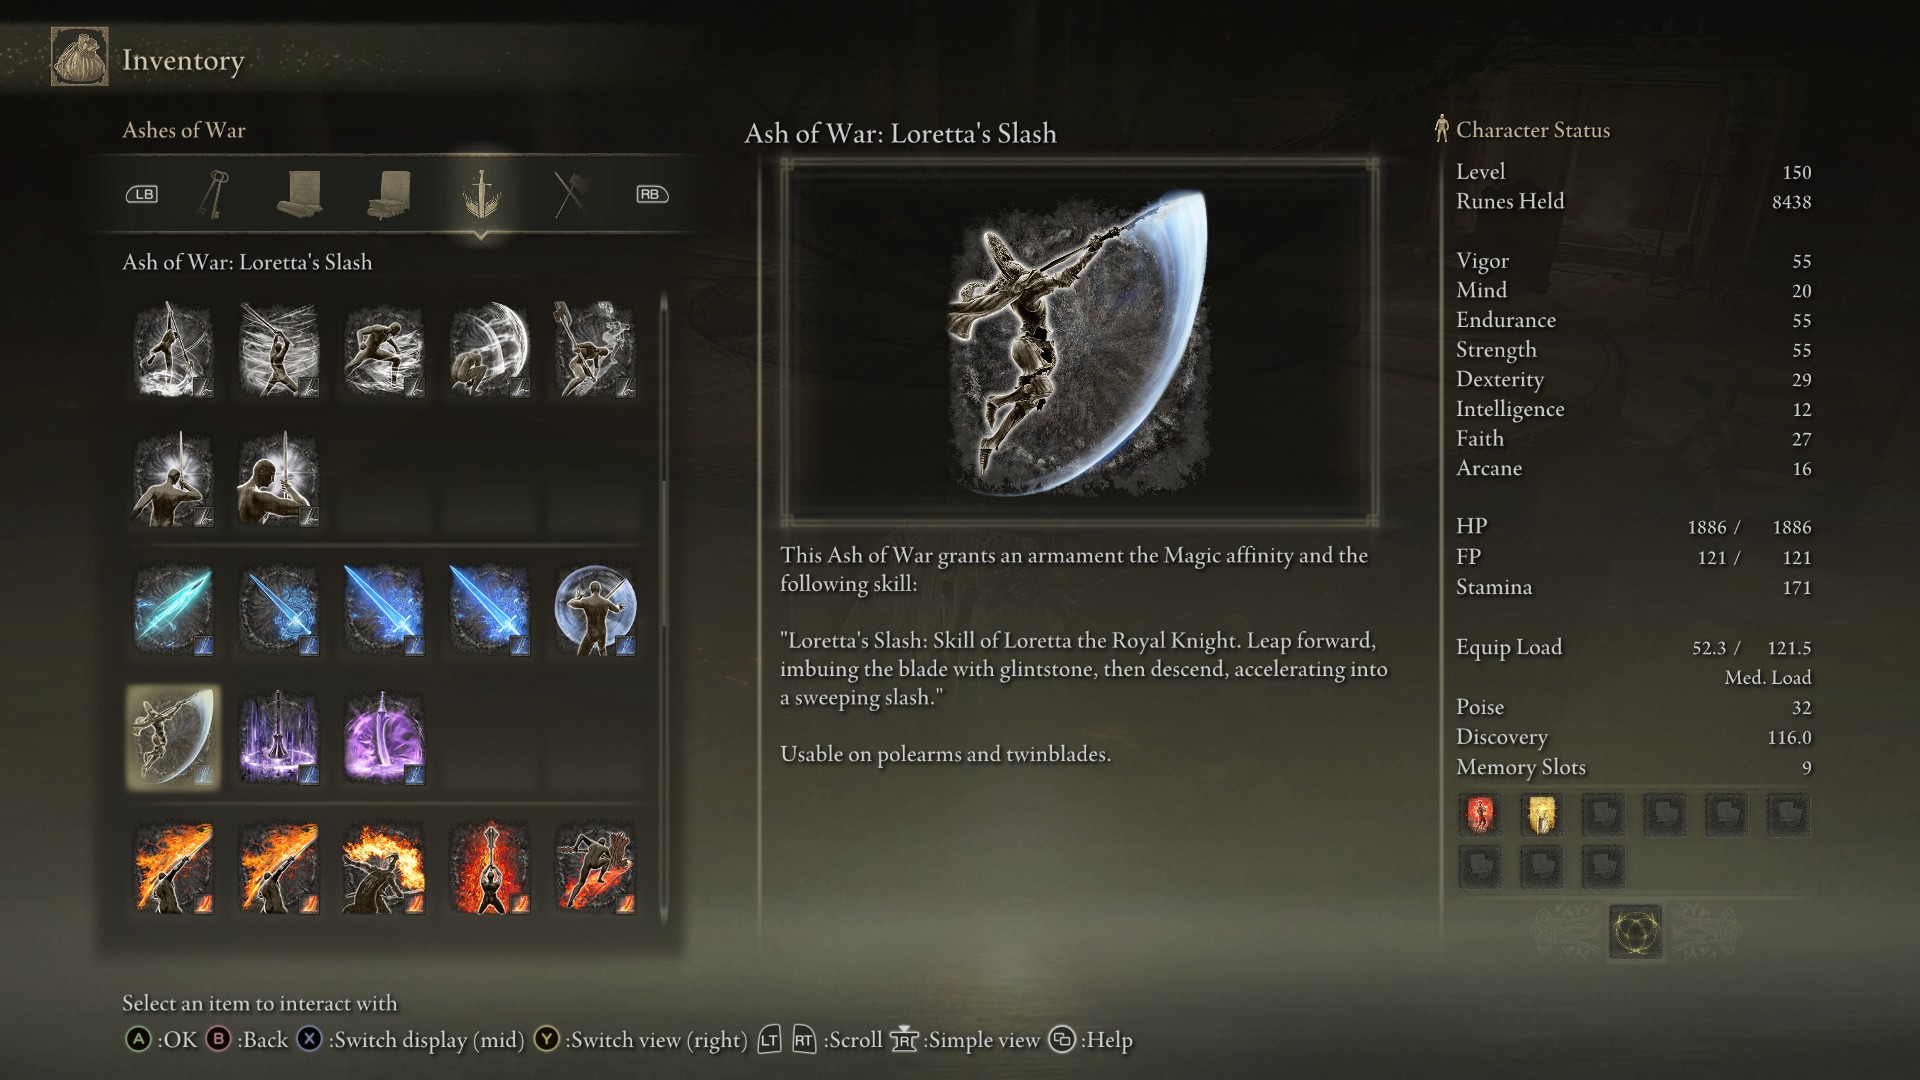 Inventory
Ashes of War
LB
RB
Ash of War: Loretta's Slash
Ash of War: Loretta's Slash
This Ash of War grants an armament the Magic affinity and the
following skill:
"Loretta's Slash: Skill of Loretta the Royal Knight. Leap forward,
imbuing the blade with glintstone, then descend, accelerating into
a sweeping slash."
Usable on polearms and twinblades.
Character Status
Level 150
Runes Held 8438
Vigor 55
Mind 20
Endurance 55
Strength 55
Dexterity 29
Intelligence 12
Faith 27
Arcane 16
HP 1886 / 1886
FP 121 / 121
Stamina 171
Equip Load 52.3 / 121.5
Med. Load
Poise 32
Discovery 116.0
Memory Slots 9
Select an item to interact with
A :OK B :Back X :Switch display (mid) Y :Switch view (right) LT RT :Scroll R :Simple view :Help